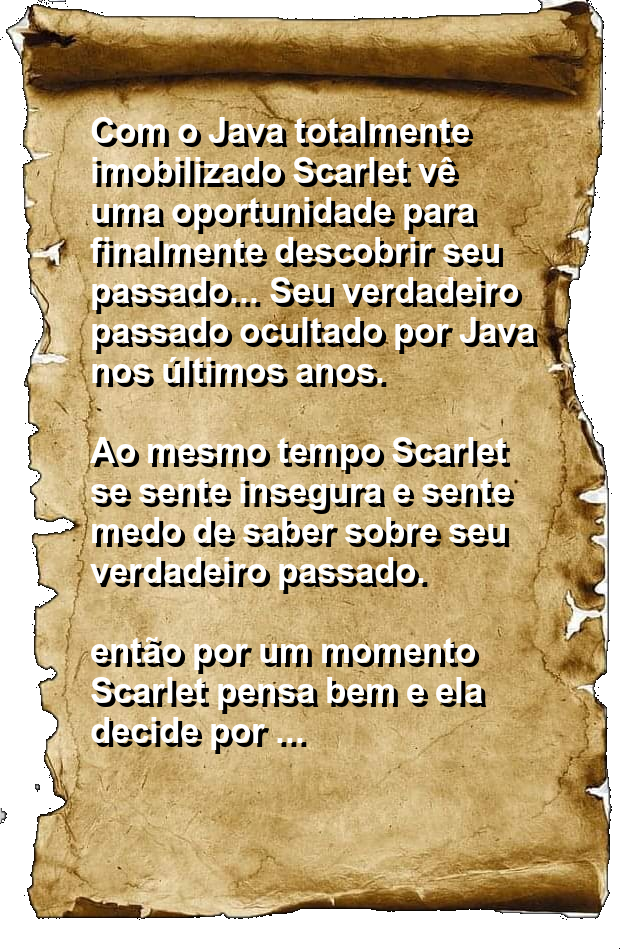 Com o Java totalmente
imobilizado Scarlet vê
uma oportunidade para
finalmente descobrir seu
passado... Seu verdadeiro
passado ocultado por Java
nos últimos anos.
Ao mesmo tempo Scarlet
se sente insegura e sente
medo de saber sobre seu
verdadeiro passado.
então por um momento
Scarlet pensa bem e ela
decide por ...